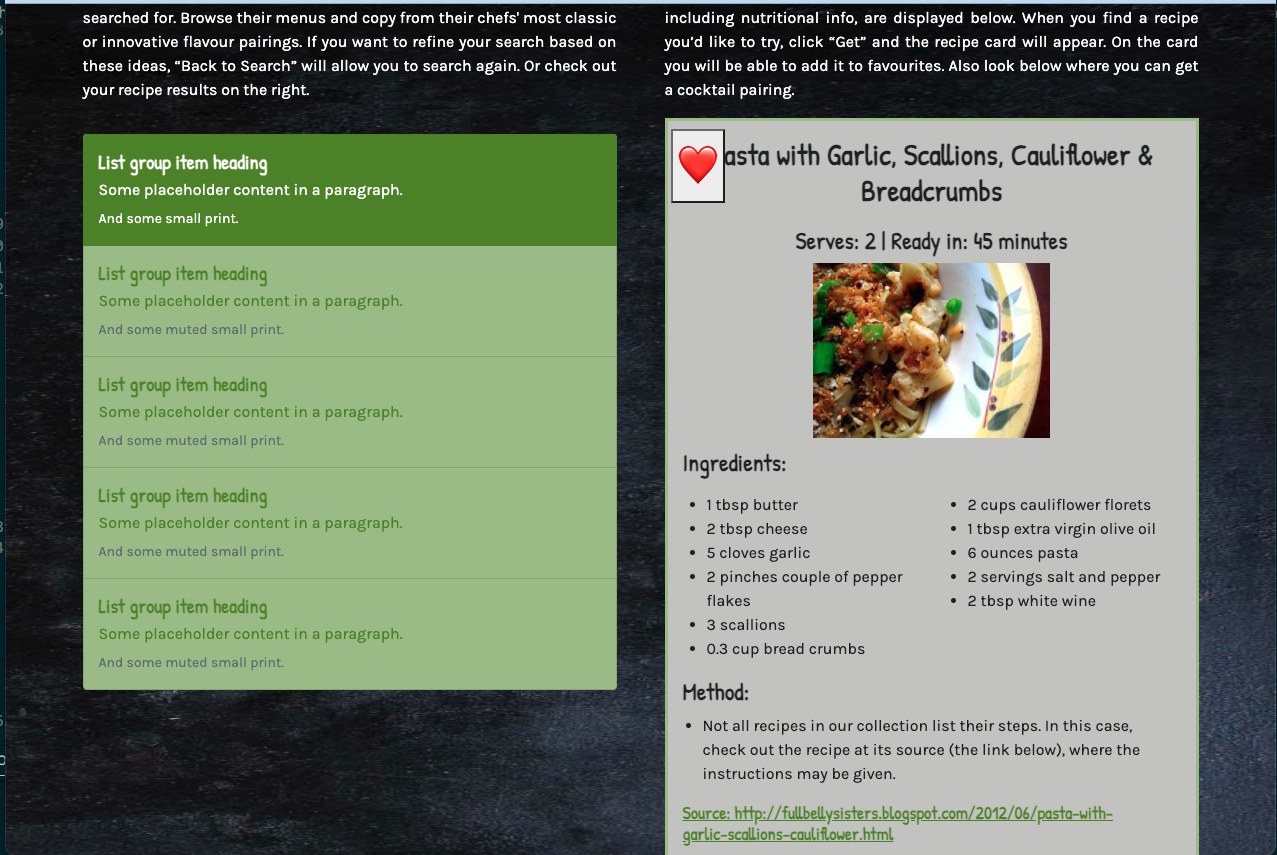 searched for. Browse their menus and copy from their chefs' most classic
or innovative flavour pairings. If you want to refine your search based on
these ideas, “Back to Search” will allow you to search again. Or check out
your recipe results on the right.
List group item heading
Some placeholder content in a paragraph.
And some small print.
List group item heading
Some placeholder content in a paragraph.
And some muted small print.
List group item heading
Some placeholder content in a paragraph.
And some muted small print.
List group item heading
Some placeholder content in a paragraph.
And some muted small print.
List group item heading
Some placeholder content in a paragraph.
And some muted small print.
including nutritional info, are displayed below. When you find a recipe
you’d like to try, click “Get” and the recipe card will appear. On the card
you will be able to add it to favourites. Also look below where you can get
a cocktail pairing.
asta with Garlic, Scallions, Cauliflower &
Breadcrumbs
Serves: 2 | Ready in: 45 minutes
Ingredients:
1 tbsp butter
2 tbsp cheese
5 cloves garlic
2 pinches couple of pepper
flakes
3 scallions
0.3 cup bread crumbs
2 cups cauliflower florets
1 tbsp extra virgin olive oil
6 ounces pasta
2 servings salt and pepper
2 tbsp white wine
Method:
Not all recipes in our collection list their steps. In this case,
check out the recipe at its source (the link below), where the
instructions may be given.
Source: http://fullbellysisters.blogspot.com/2012/06/pasta-with-
garlic-scallions-cauliflower.html